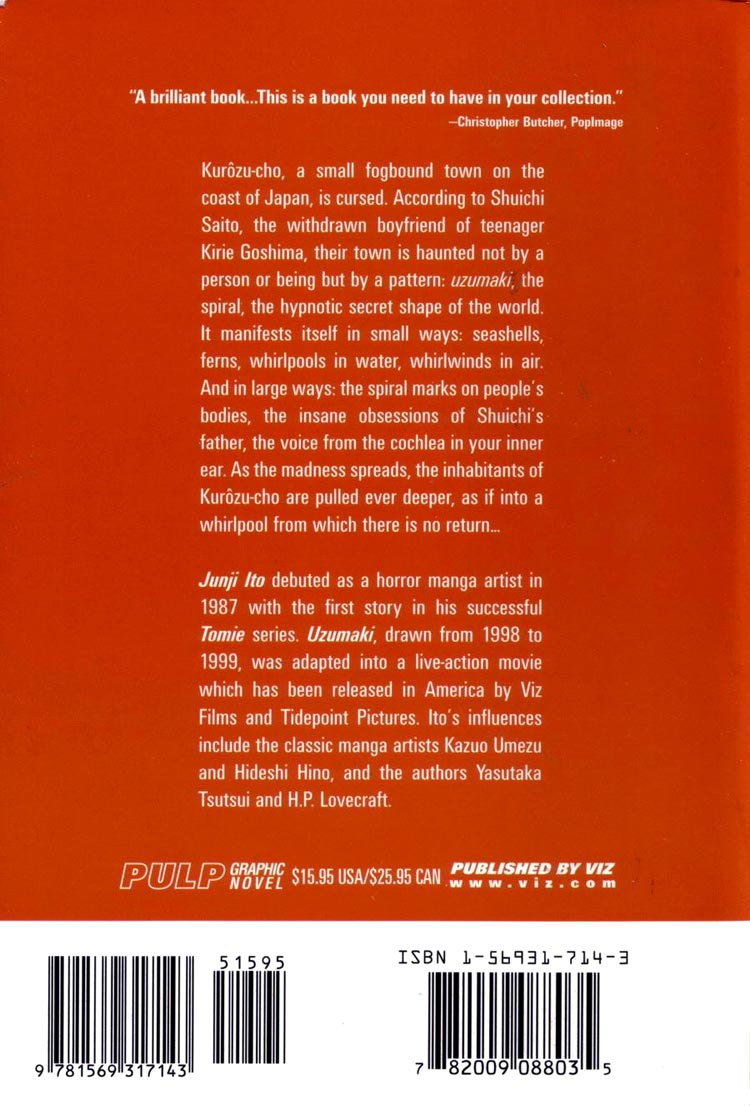 "A brilliant book...This is a book you need to have in your collection."
–Christopher Butcher, PopImage
Kurôzu-cho, a small fogbound town on the
coast of Japan, is cursed. According to Shuichi
Saito, the withdrawn boyfriend of teenager
Kirie Goshima, their town is haunted not by a
person or being but by a pattern: uzumaki, the
spiral, the hypnotic secret shape of the world.
It manifests itself in small ways: seashells,
ferns, whirlpools in water, whirlwinds in air.
And in large ways: the spiral marks on people's
bodies, the insane obsessions of Shuichi's
father, the voice from the cochlea in your inner
ear. As the madness spreads, the inhabitants of
Kurôzu-cho are pulled ever deeper, as if into a
whirlpool from which there is no return...
Junji Ito debuted as a horror manga artist in
1987 with the first story in his successful
Tomie series. Uzumaki, drawn from 1998 to
1999, was adapted into a live-action movie
which has been released in America by Viz
Films and Tidepoint Pictures. Ito's influences
include the classic manga artists Kazuo Umezu
and Hideshi Hino, and the authors Yasutaka
Tsutsui and H.P. Lovecraft.
PULP GRAPHIC NOVEL $15.95 USA/$25.95 CAN PUBLISHED BY VIZ
www.viz.com
51595
ISBN 1-56931-714-3
9 781569 317143
7 82009 08803 5